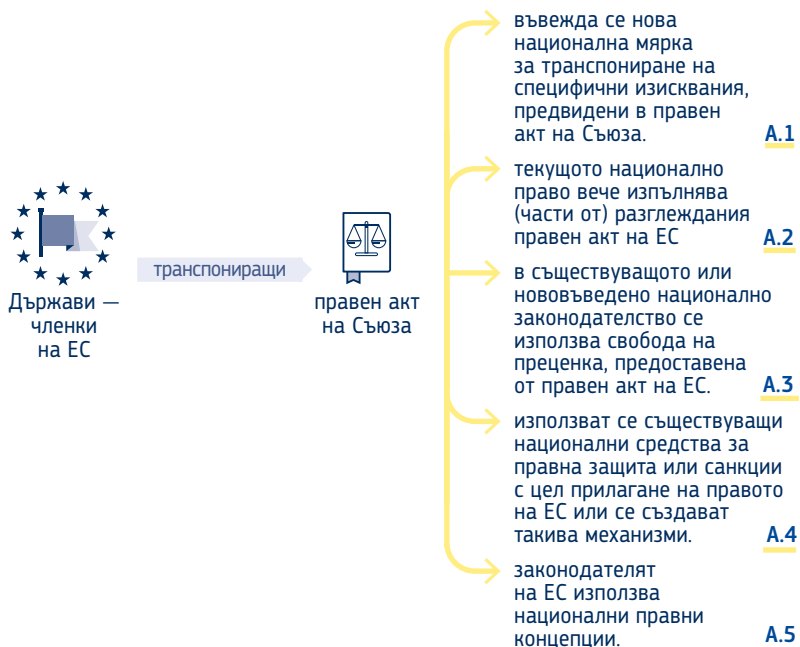 Държави —
членки
на ЕС
транспониращи
правен акт
на Съюза
въвежда се нова
национална мярка
за транспониране на
специфични изисквания,
предвидени в правен
акт на Съюза. A.1
текущото национално
право вече изпълнява
(части от) разглеждания
правен акт на ЕС A.2
в съществуващото или
нововъведено национално
законодателство се
използва свобода на
преценка, предоставена
от правен акт на ЕС. A.3
използват се съществуващи
национални средства за
правна защита или санкции
с цел прилагане на правото
на ЕС или се създават
такива механизми. A.4
законодателят
на ЕС използва
национални правни
концепции. A.5